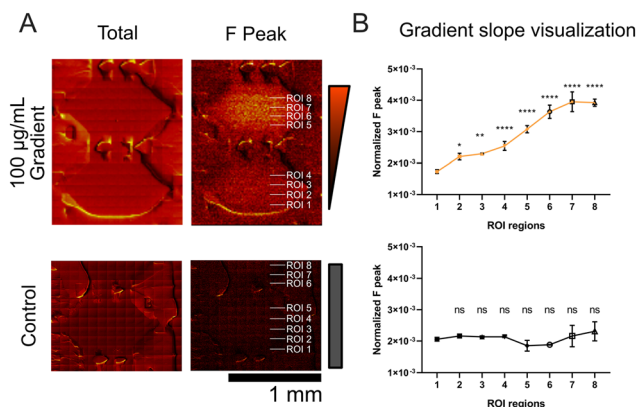 A
B
Total
F Peak
Gradient slope visualization
100 µg/mL
Gradient
ROI 8
ROI 7
ROI 6
ROI 5
ROI 4
ROI 3
ROI 2
ROI 1
Normalized F peak
5×10⁻³
4×10⁻³
3×10⁻³
2×10⁻³
1×10⁻³
* ** **** **** **** **** ****
1 2 3 4 5 6 7 8
ROI regions
Control
ROI 8
ROI 7
ROI 6
ROI 5
ROI 4
ROI 3
ROI 2
ROI 1
1 mm
Normalized F peak
5×10⁻³
4×10⁻³
3×10⁻³
2×10⁻³
1×10⁻³
ns ns ns ns ns ns ns
1 2 3 4 5 6 7 8
ROI regions